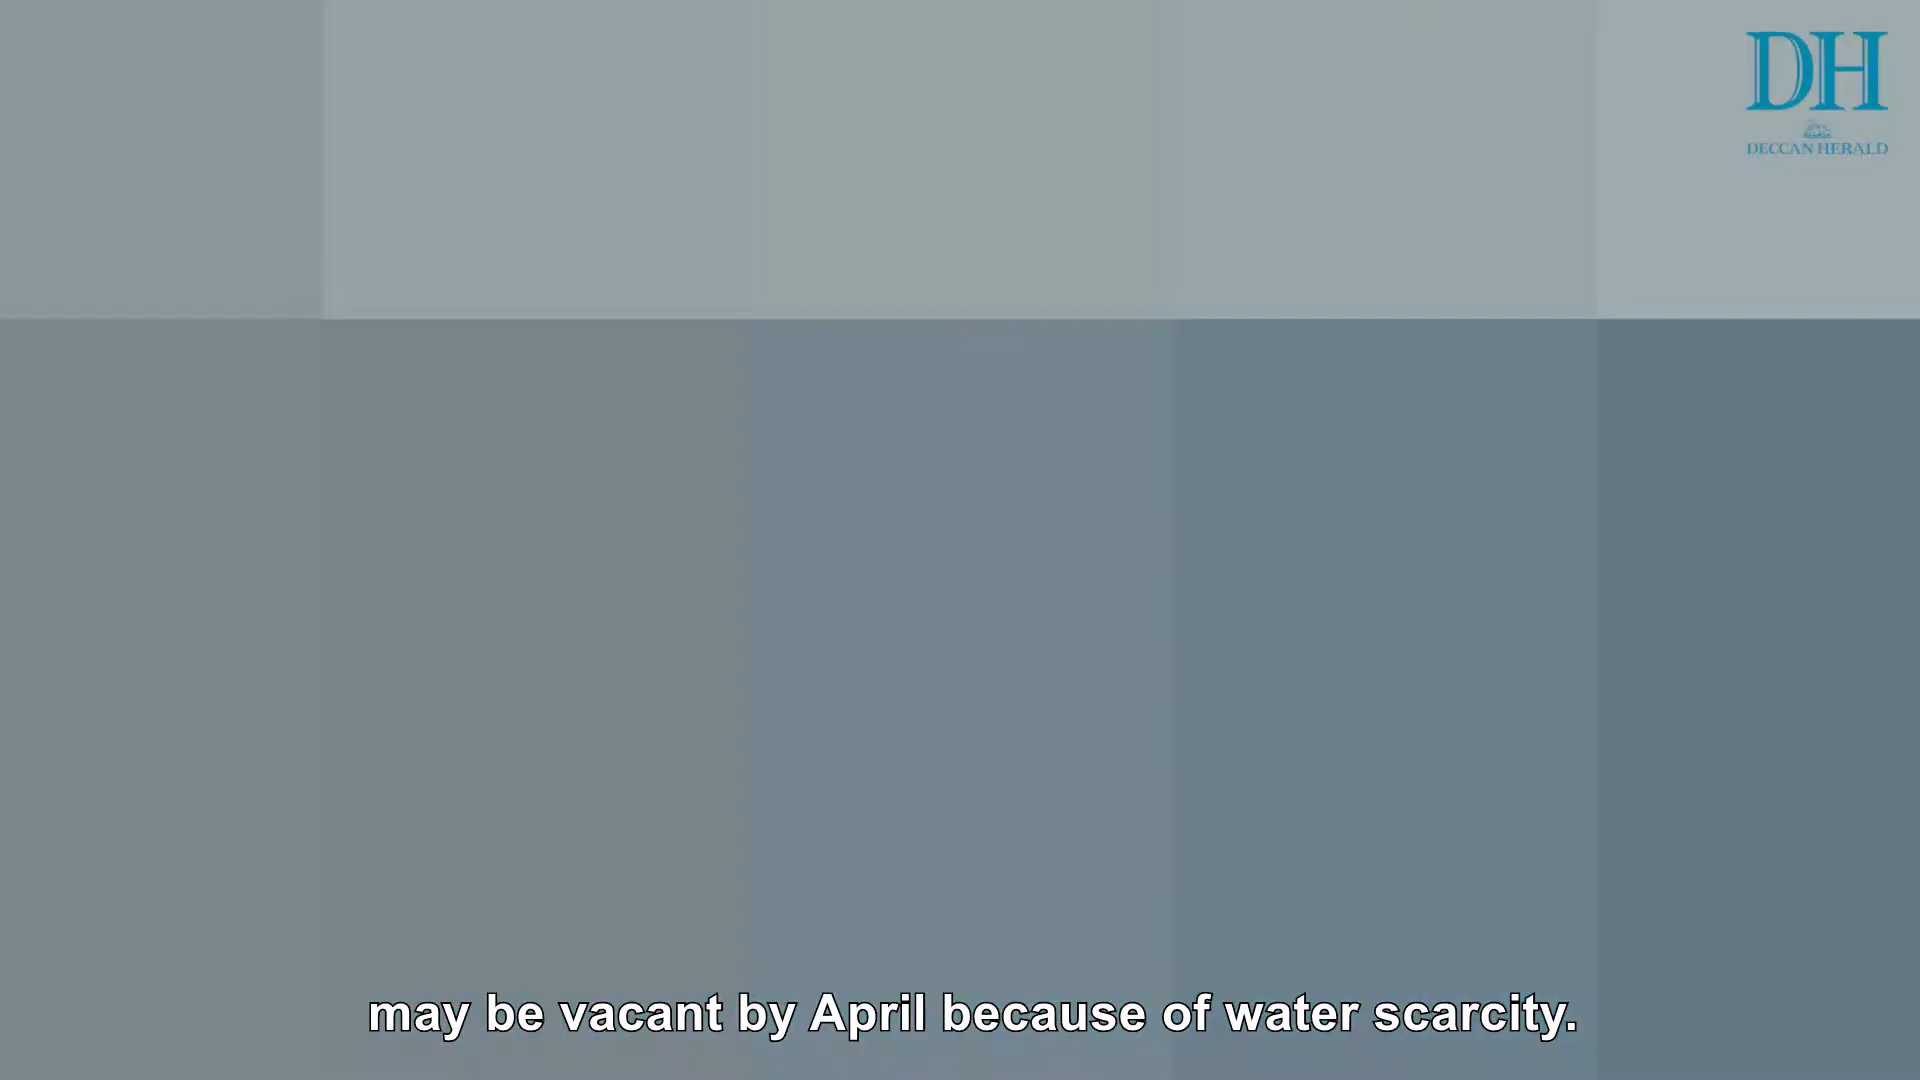 DH
DECCAN HERALD
may be vacant by April because of water scarcity.